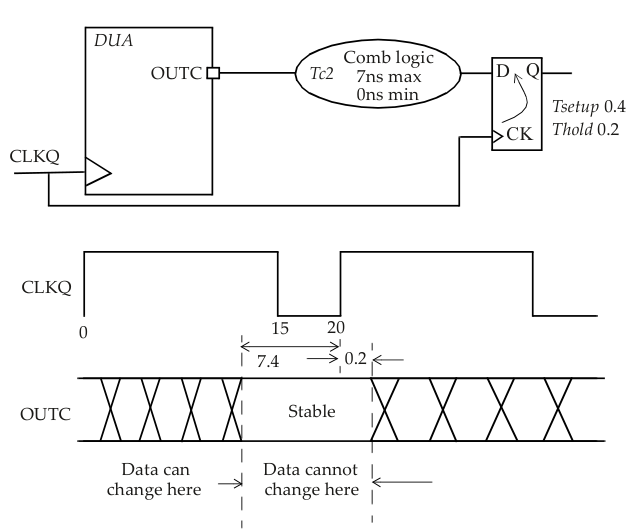 DUA
OUTC
Tc2
Comb logic
7ns max
0ns min
D Q
CK
Tsetup 0.4
Thold 0.2
CLKQ
CLKQ
0
15
20
7.4
0.2
OUTC
Stable
Data can
change here
Data cannot
change here